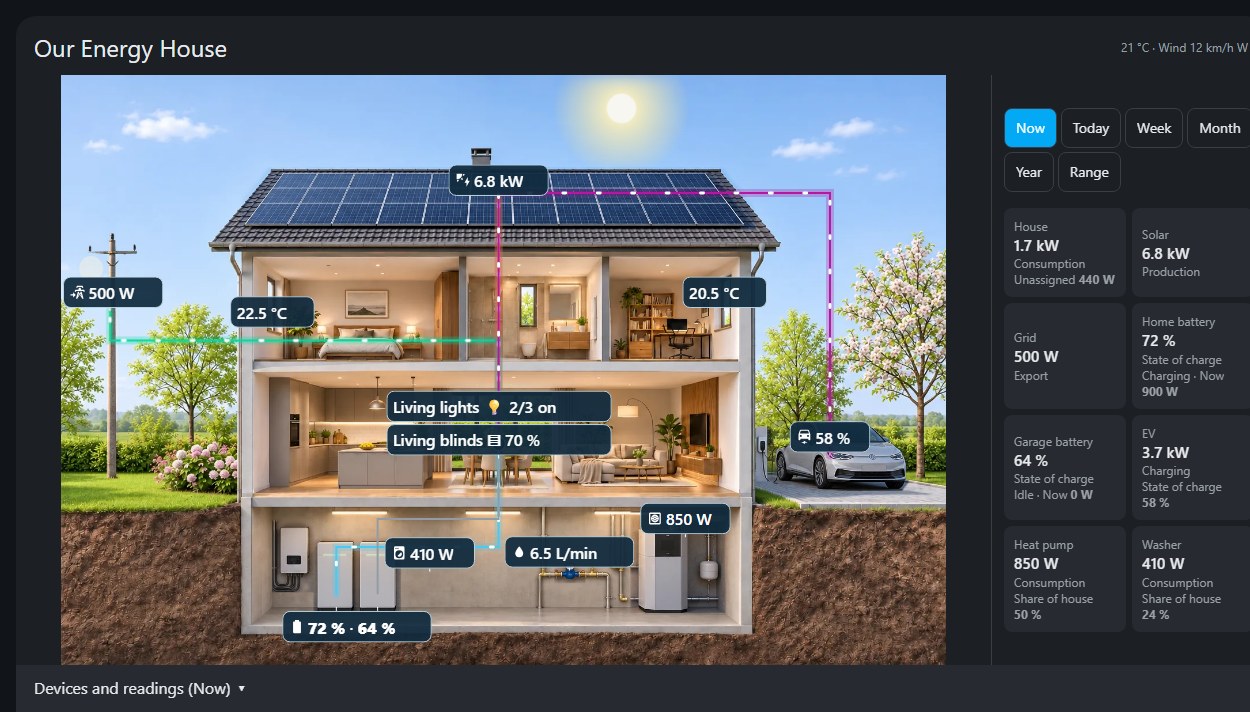 Our Energy House
21 °C · Wind 12 km/h W
6.8 kW
500 W
22.5 °C
20.5 °C
Living lights 💡 2/3 on
Living blinds 70 %
58 %
850 W
410 W
6.5 L/min
72 % · 64 %
Now
Today
Week
Month
Year
Range
House
1.7 kW
Consumption
Unassigned 440 W
Solar
6.8 kW
Production
Grid
500 W
Export
Home battery
72 %
State of charge
Charging · Now
900 W
Garage battery
64 %
State of charge
Idle · Now 0 W
EV
3.7 kW
Charging
State of charge
58 %
Heat pump
850 W
Consumption
Share of house
50 %
Washer
410 W
Consumption
Share of house
24 %
Devices and readings (Now) ▾